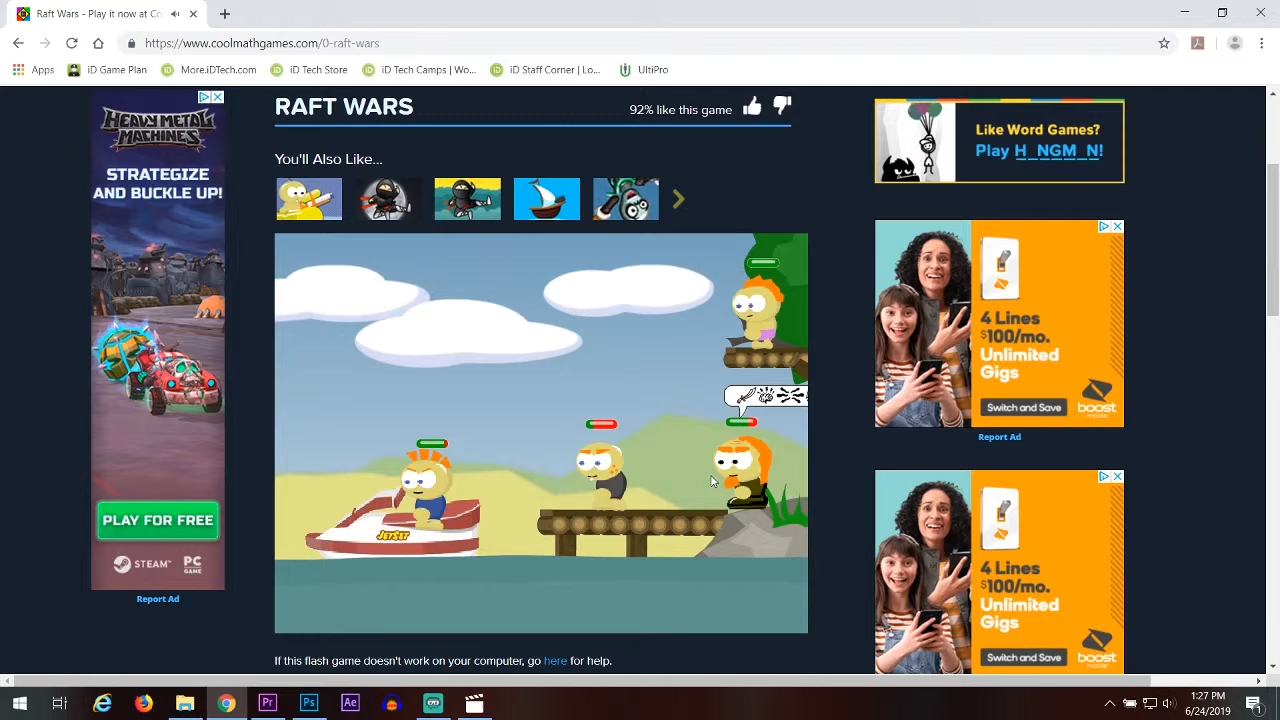 Raft Wars - Play it now at Co
https://www.coolmathgames.com/0-raft-wars
Apps
iD Game Plan
More.iDTech.com
iD Tech Store
iD Tech Camps | Wo...
iD Staff Corner | Lo...
UltiPro
HEAVY METAL
MACHINES
STRATEGIZE
AND BUCKLE UP!
PLAY FOR FREE
STEAM™
PC
GAME
Report Ad
RAFT WARS
92% like this game
You'll Also Like...
JETSET
If this flash game doesn't work on your computer, go here for help.
Like Word Games?
Play H_NGM_N!
4 Lines
$100/mo.
Unlimited
Gigs
Switch and Save
boost
mobile
Report Ad
4 Lines
$100/mo.
Unlimited
Gigs
Switch and Save
boost
mobile
Pr
Ps
Ae
1:27 PM
6/24/2019
1